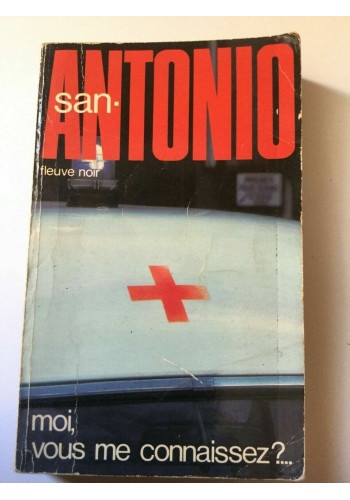 san-
ANTONIO
fleuve noir
moi,
vous me connaissez?...